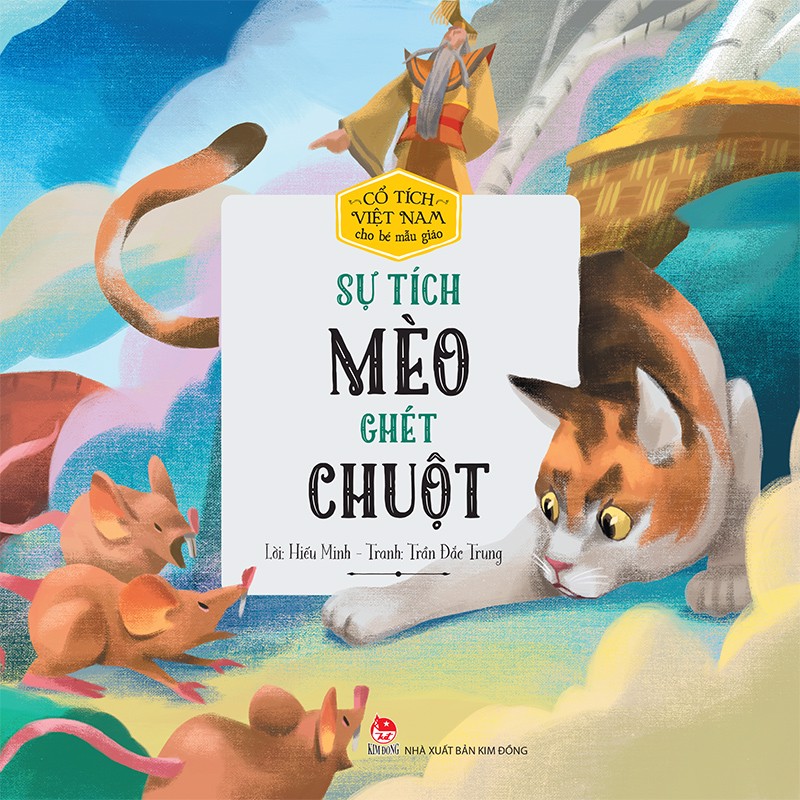 CỔ TÍCH
VIỆT NAM
cho bé mẫu giáo
SỰ TÍCH
MÈO
GHÉT
CHUỘT
Lời: Hiếu Minh - Tranh: Trần Đắc Trung
KIM ĐỒNG
NHÀ XUẤT BẢN KIM ĐỒNG